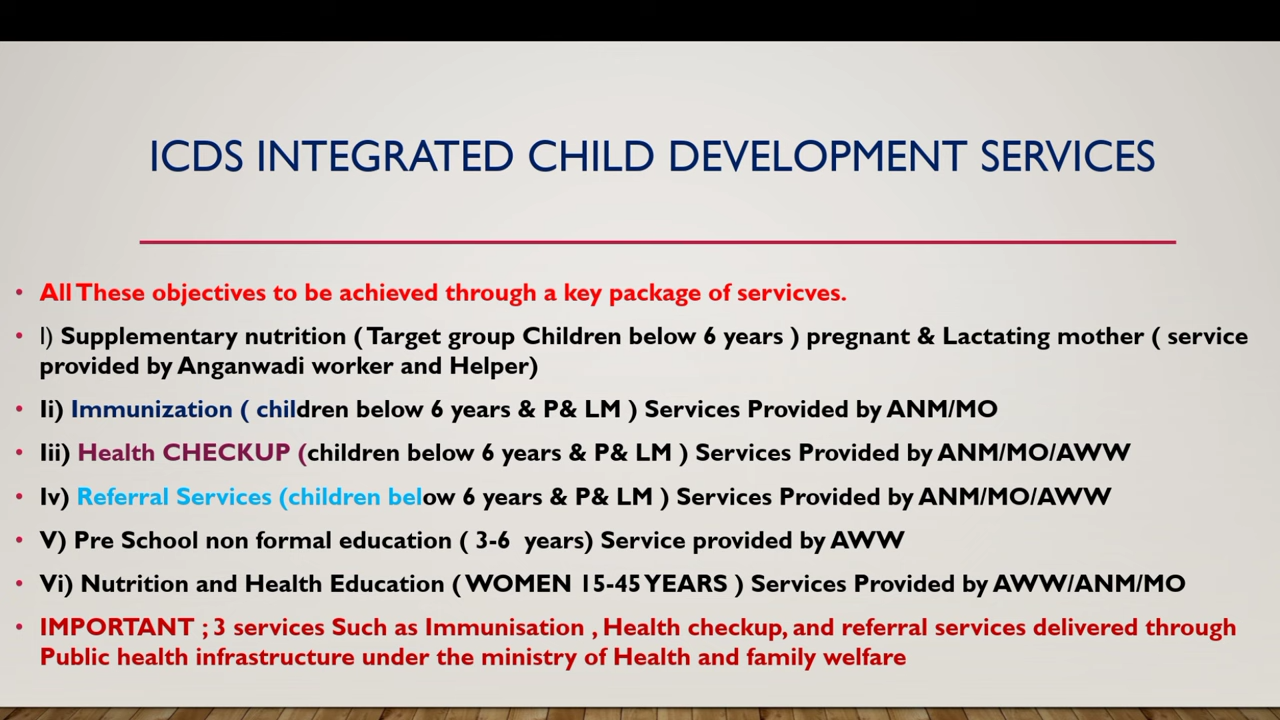 ICDS INTEGRATED CHILD DEVELOPMENT SERVICES
• All These objectives to be achieved through a key package of servicves.
• I) Supplementary nutrition ( Target group Children below 6 years ) pregnant & Lactating mother ( service
provided by Anganwadi worker and Helper)
• Ii) Immunization ( children below 6 years & P& LM ) Services Provided by ANM/MO
• Iii) Health CHECKUP (children below 6 years & P& LM ) Services Provided by ANM/MO/AWW
• Iv) Referral Services (children below 6 years & P& LM ) Services Provided by ANM/MO/AWW
• V) Pre School non formal education ( 3-6 years) Service provided by AWW
• Vi) Nutrition and Health Education ( WOMEN 15-45 YEARS ) Services Provided by AWW/ANM/MO
• IMPORTANT ; 3 services Such as Immunisation , Health checkup, and referral services delivered through
Public health infrastructure under the ministry of Health and family welfare